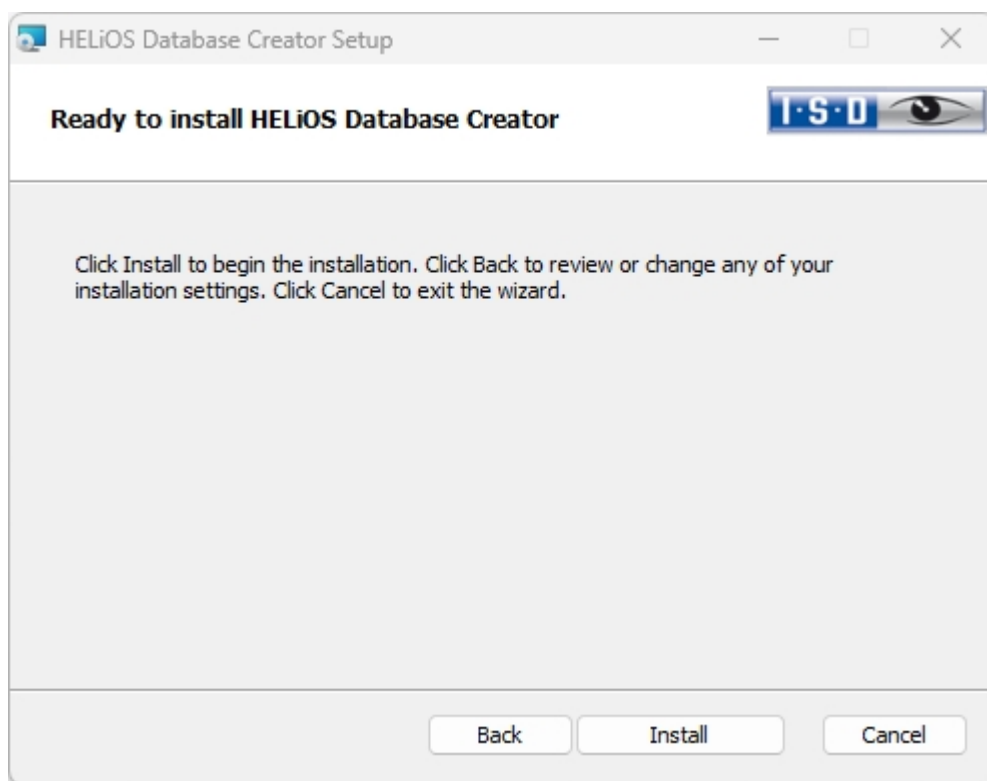 HELiOS Database Creator Setup
Ready to install HELiOS Database Creator
I·S·D
Click Install to begin the installation. Click Back to review or change any of your
installation settings. Click Cancel to exit the wizard.
Back
Install
Cancel